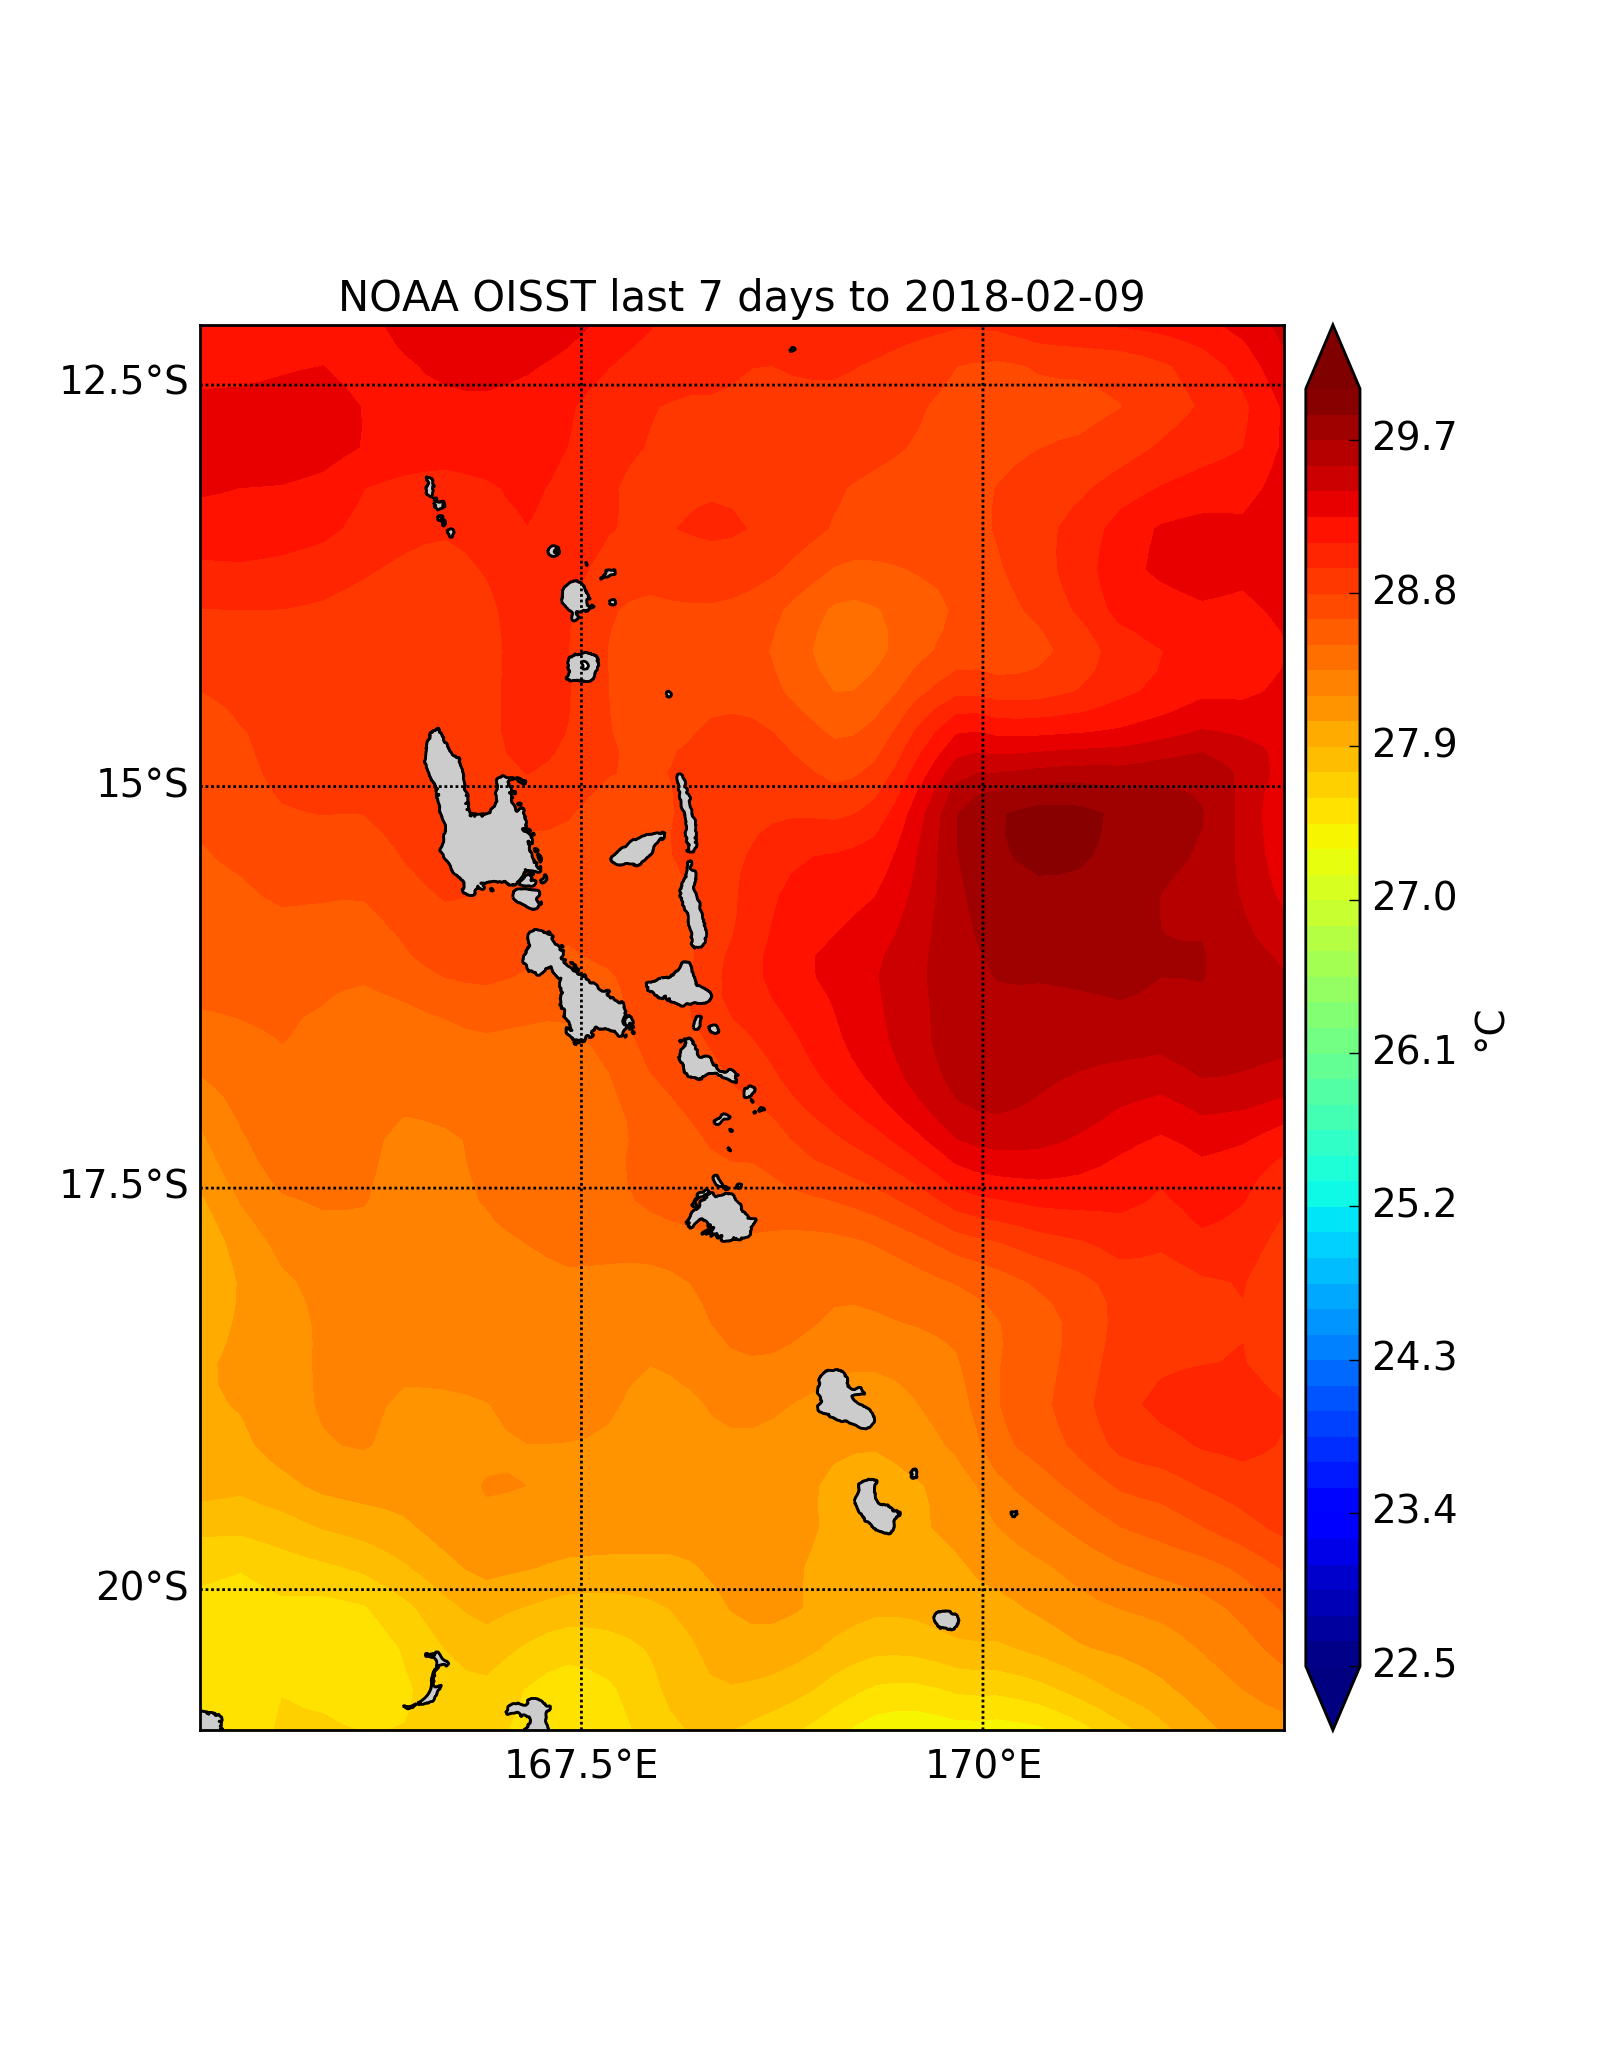 NOAA OISST last 7 days to 2018-02-09
12.5°S
15°S
17.5°S
20°S
167.5°E
170°E
29.7
28.8
27.9
27.0
26.1
25.2
24.3
23.4
22.5
°C